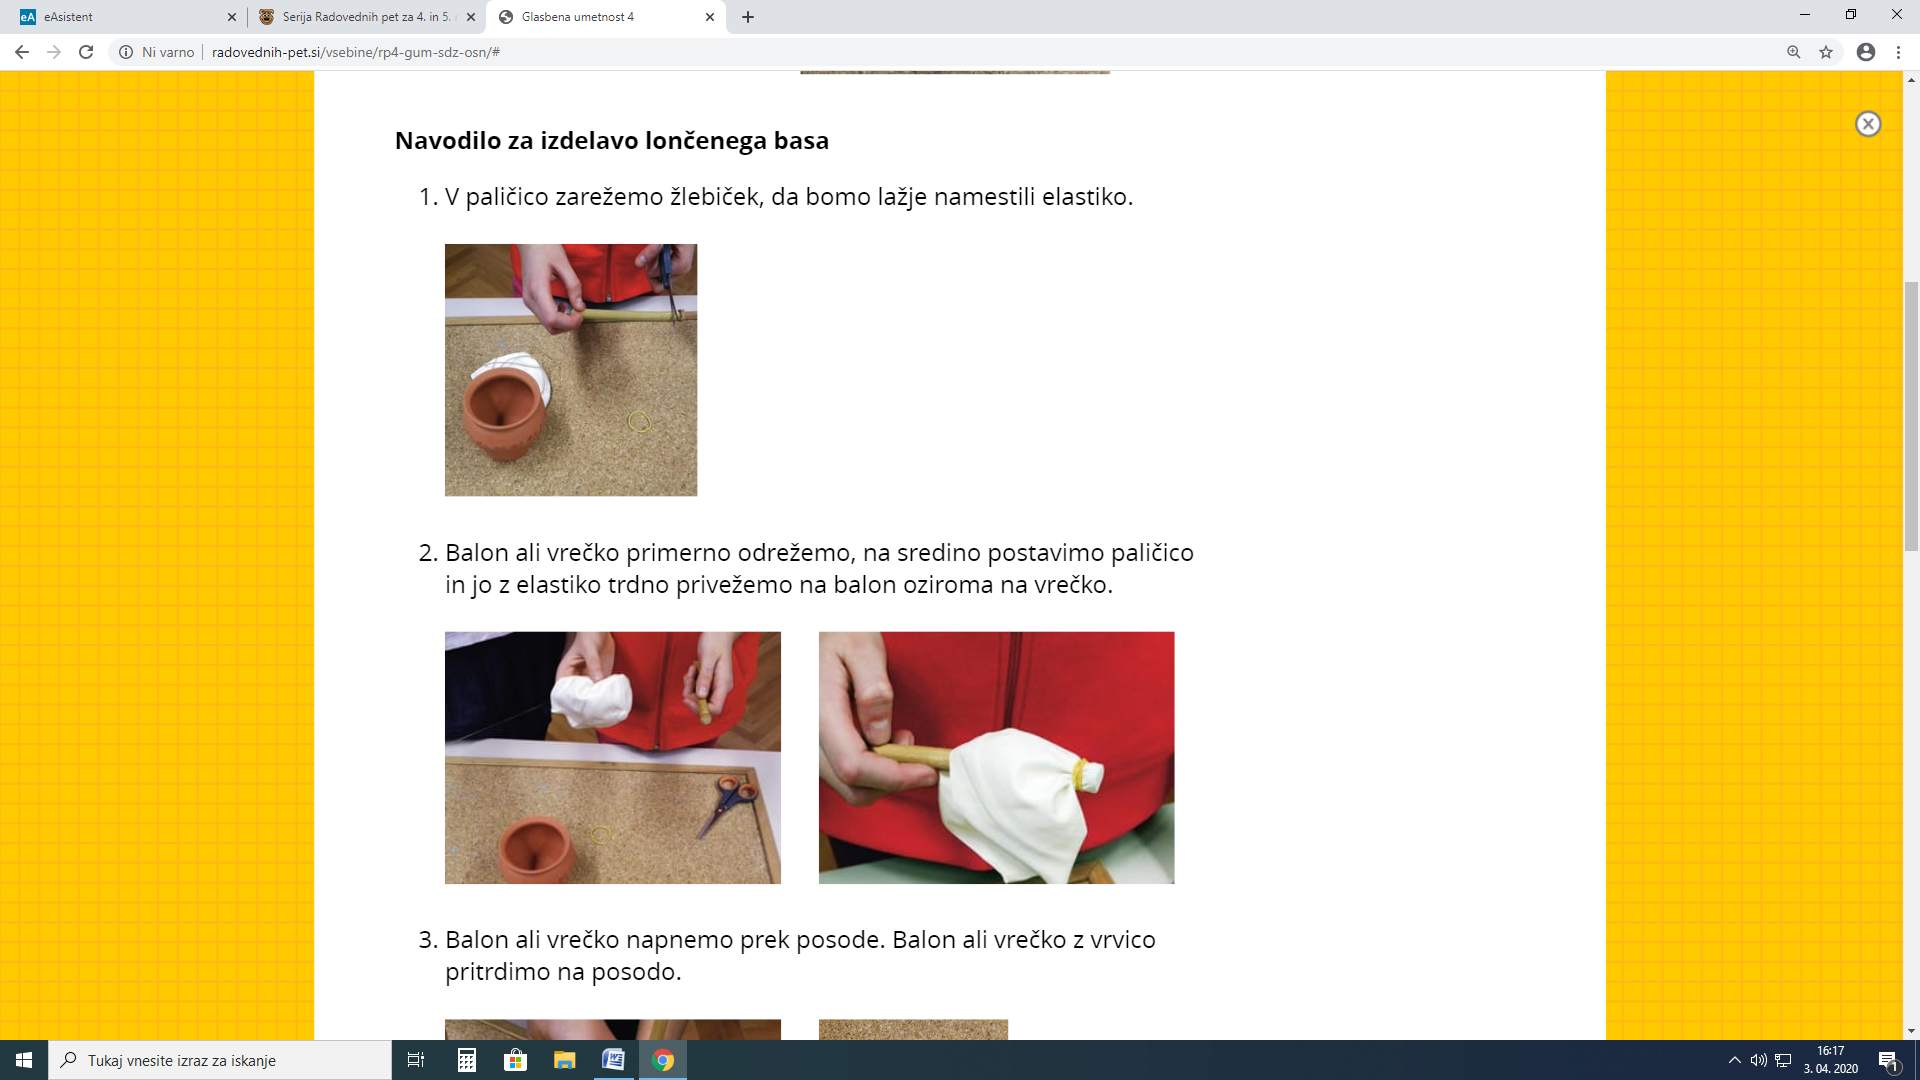 eAsistent
Serija Radovednih pet za 4. in 5.
Glasbena umetnost 4
Ni varno
radovednih-pet.si/vsebine/rp4-gum-sdz-osn/#
Navodilo za izdelavo lončenega basa
1. V paličico zarežemo žlebiček, da bomo lažje namestili elastiko.
2. Balon ali vrečko primerno odrežemo, na sredino postavimo paličico
in jo z elastiko trdno privežemo na balon oziroma na vrečko.
3. Balon ali vrečko napnemo prek posode. Balon ali vrečko z vrvico
pritrdimo na posodo.
Tukaj vnesite izraz za iskanje
16:17
3. 04. 2020
1